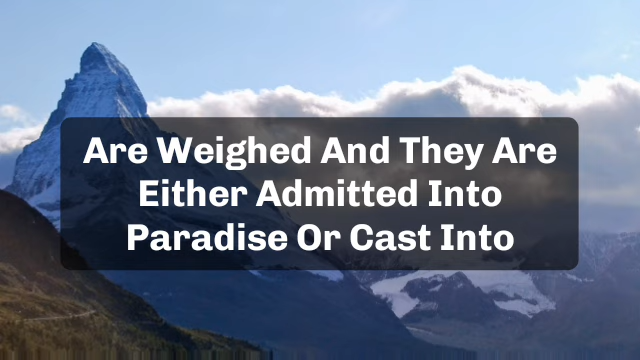 Are Weighed And They Are
Either Admitted Into
Paradise Or Cast Into